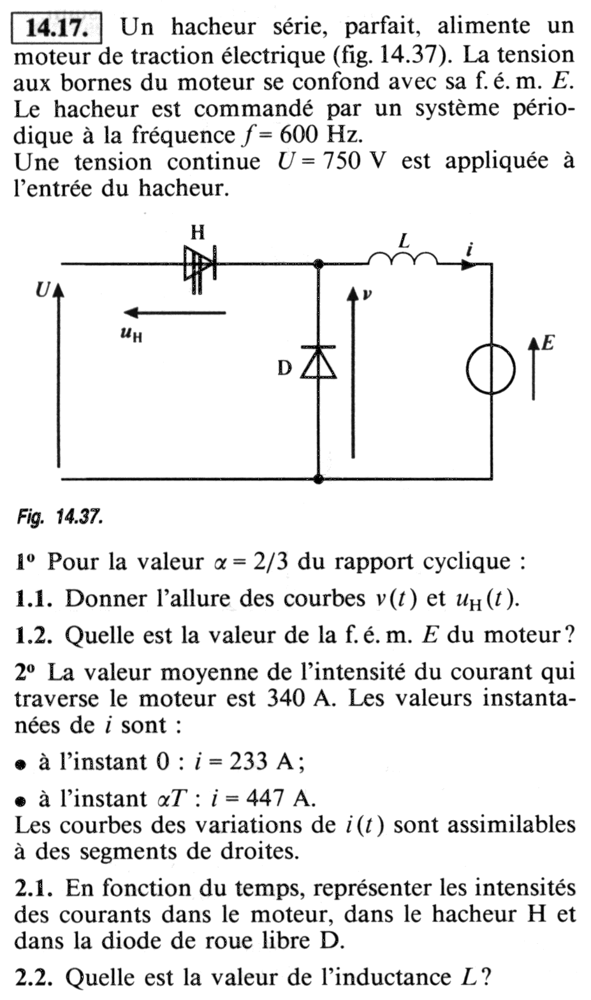 14.17. Un hacheur série, parfait, alimente un
moteur de traction électrique (fig. 14.37). La tension
aux bornes du moteur se confond avec sa f. é. m. E.
Le hacheur est commandé par un système pério-
dique à la fréquence f = 600 Hz.
Une tension continue U = 750 V est appliquée à
l'entrée du hacheur.
H
L
i
U
v
u_H
E
D
Fig. 14.37.
1º Pour la valeur α = 2/3 du rapport cyclique :
1.1. Donner l'allure des courbes v(t) et u_H(t).
1.2. Quelle est la valeur de la f. é. m. E du moteur ?
2º La valeur moyenne de l'intensité du courant qui
traverse le moteur est 340 A. Les valeurs instanta-
nées de i sont :
● à l'instant 0 : i = 233 A ;
● à l'instant αT : i = 447 A.
Les courbes des variations de i(t) sont assimilables
à des segments de droites.
2.1. En fonction du temps, représenter les intensités
des courants dans le moteur, dans le hacheur H et
dans la diode de roue libre D.
2.2. Quelle est la valeur de l'inductance L ?